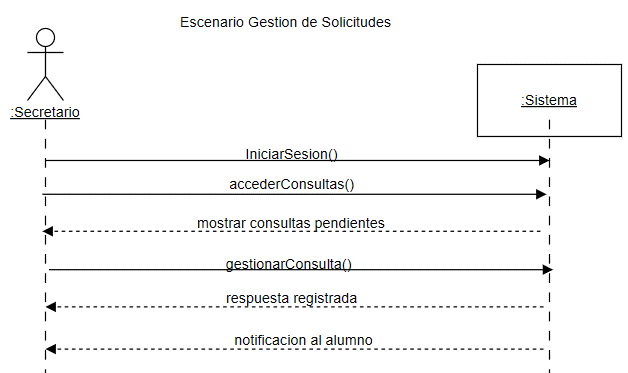 Escenario Gestion de Solicitudes
:Secretario
:Sistema
IniciarSesion()
accederConsultas()
mostrar consultas pendientes
gestionarConsulta()
respuesta registrada
notificacion al alumno